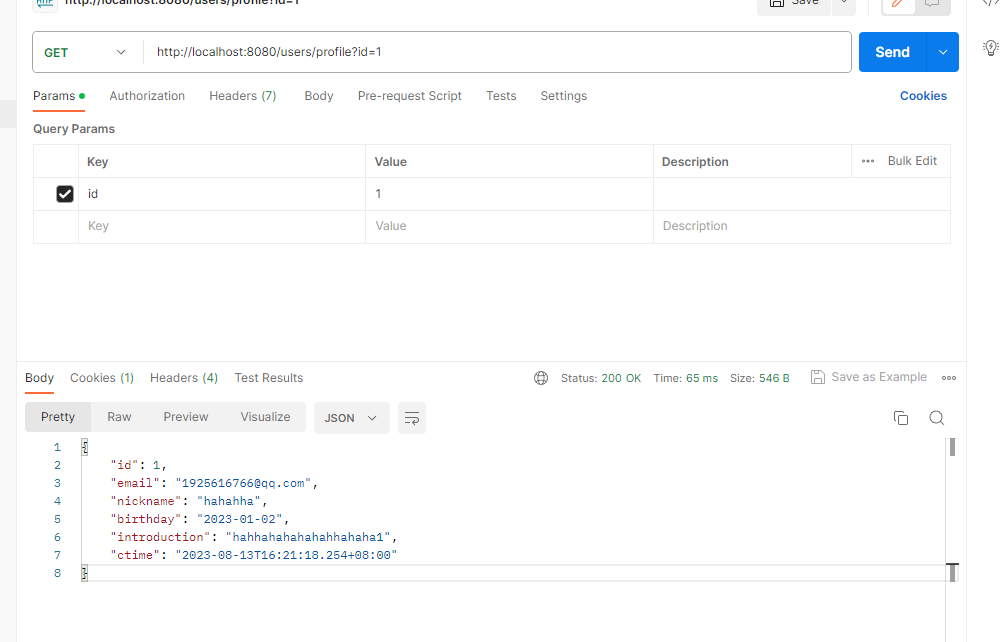 http://localhost:8080/users/profile?id=1
Save
GET http://localhost:8080/users/profile?id=1 Send
Params Authorization Headers (7) Body Pre-request Script Tests Settings Cookies
Query Params
Key Value Description ••• Bulk Edit
id 1
Key Value Description
Body Cookies (1) Headers (4) Test Results Status: 200 OK Time: 65 ms Size: 546 B Save as Example
Pretty Raw Preview Visualize JSON
1 {
2 "id": 1,
3 "email": "1925616766@qq.com",
4 "nickname": "hahahha",
5 "birthday": "2023-01-02",
6 "introduction": "hahhahahahahahhahaha1",
7 "ctime": "2023-08-13T16:21:18.254+08:00"
8 }